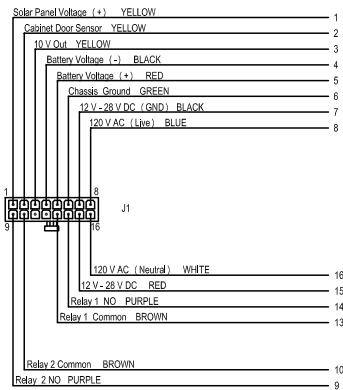 Solar Panel Voltage (+) YELLOW 1
Cabinet Door Sensor YELLOW 2
10 V Out YELLOW 3
Battery Voltage (-) BLACK 4
Battery Voltage (+) RED 5
Chassis Ground GREEN 6
12 V - 28 V DC (GND) BLACK 7
120 V AC (Live) BLUE 8
1 8
J1
9 16
120 V AC (Neutral) WHITE 16
12 V - 28 V DC RED 15
Relay 1 NO PURPLE 14
Relay 1 Common BROWN 13
Relay 2 Common BROWN 10
Relay 2 NO PURPLE 9